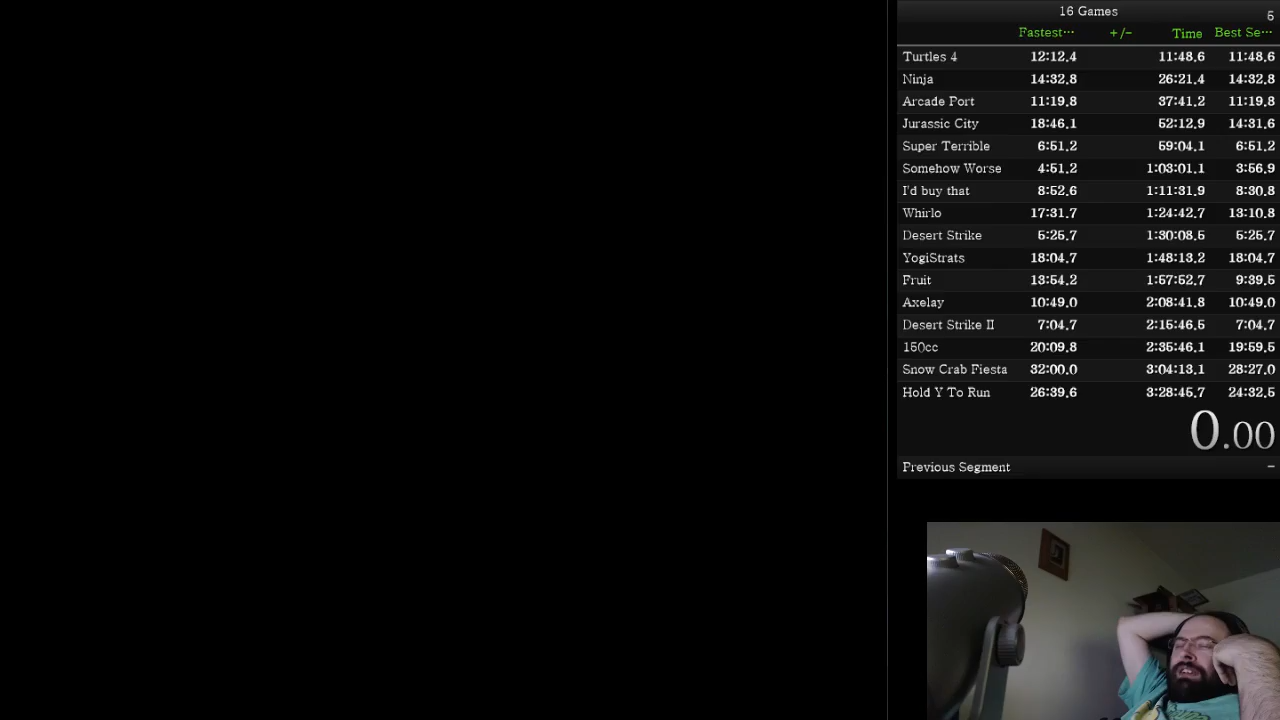 16 Games
5
Fastest… +/- Time Best Se…
Turtles 4 12:12.4 11:48.6 11:48.6
Ninja 14:32.8 26:21.4 14:32.8
Arcade Port 11:19.8 37:41.2 11:19.8
Jurassic City 18:46.1 52:12.9 14:31.6
Super Terrible 6:51.2 59:04.1 6:51.2
Somehow Worse 4:51.2 1:03:01.1 3:56.9
I'd buy that 8:52.6 1:11:31.9 8:30.8
Whirlo 17:31.7 1:24:42.7 13:10.8
Desert Strike 5:25.7 1:30:08.5 5:25.7
YogiStrats 18:04.7 1:48:13.2 18:04.7
Fruit 13:54.2 1:57:52.7 9:39.5
Axelay 10:49.0 2:08:41.8 10:49.0
Desert Strike II 7:04.7 2:15:46.5 7:04.7
150cc 20:09.8 2:35:46.1 19:59.5
Snow Crab Fiesta 32:00.0 3:04:13.1 28:27.0
Hold Y To Run 26:39.6 3:28:45.7 24:32.5
0.00
Previous Segment –